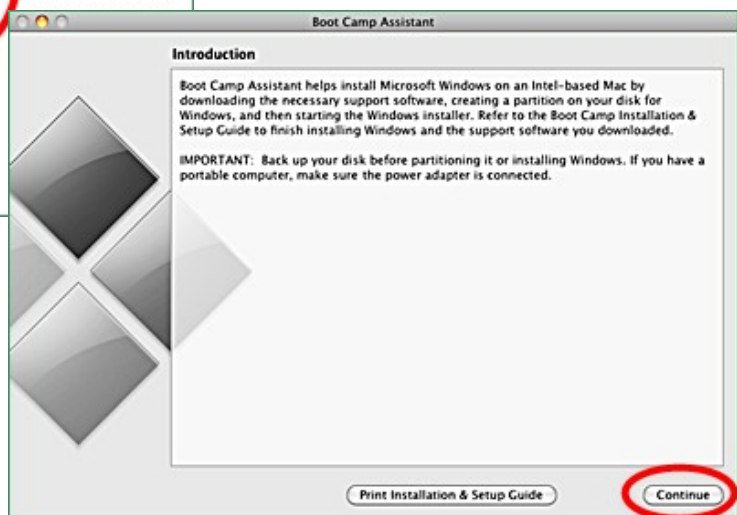 Boot Camp Assistant
Introduction
Boot Camp Assistant helps install Microsoft Windows on an Intel-based Mac by
downloading the necessary support software, creating a partition on your disk for
Windows, and then starting the Windows installer. Refer to the Boot Camp Installation &
Setup Guide to finish installing Windows and the support software you downloaded.
IMPORTANT: Back up your disk before partitioning it or installing Windows. If you have a
portable computer, make sure the power adapter is connected.
Print Installation & Setup Guide
Continue